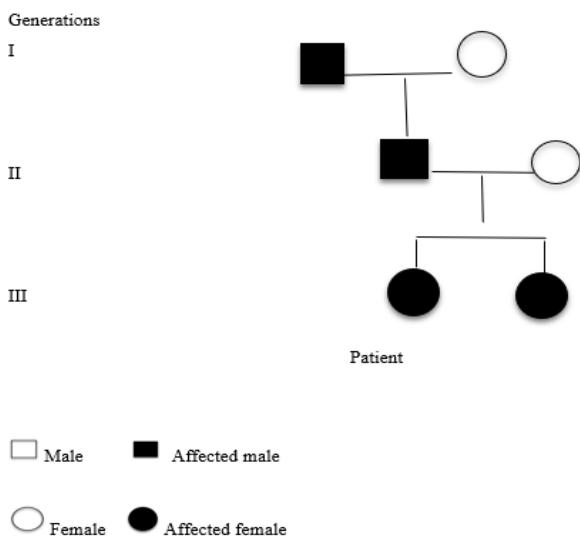 Generations
I
II
III
Patient
Male Affected male
Female Affected female